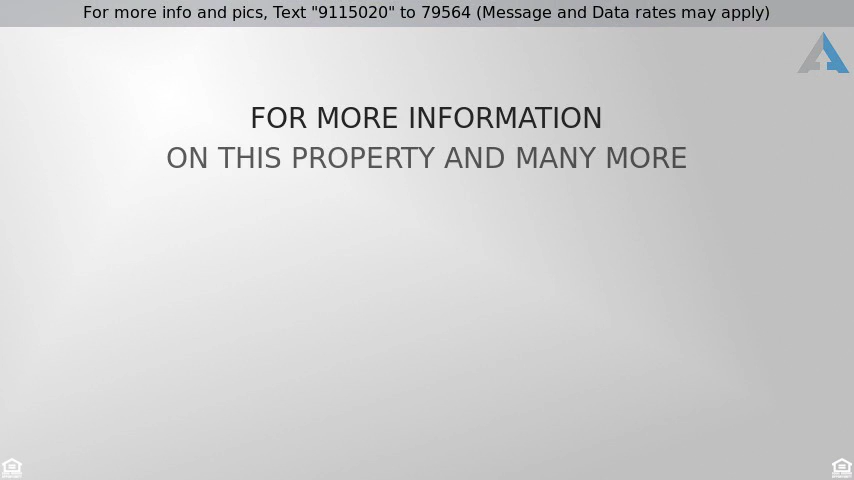 For more info and pics, Text "9115020" to 79564 (Message and Data rates may apply)
FOR MORE INFORMATION
ON THIS PROPERTY AND MANY MORE